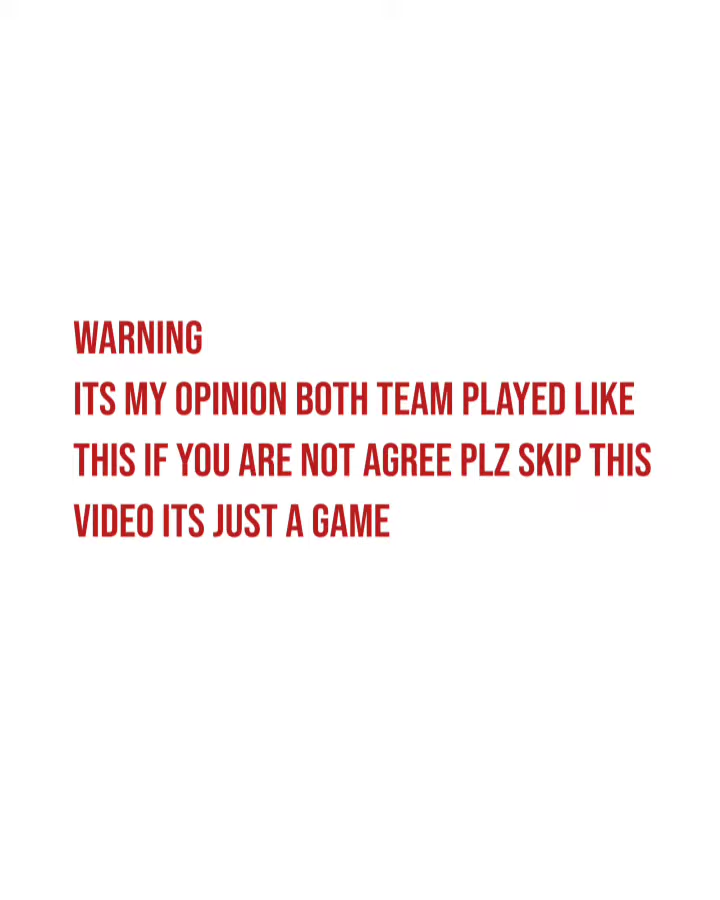 WARNING
ITS MY OPINION BOTH TEAM PLAYED LIKE
THIS IF YOU ARE NOT AGREE PLZ SKIP THIS
VIDEO ITS JUST A GAME